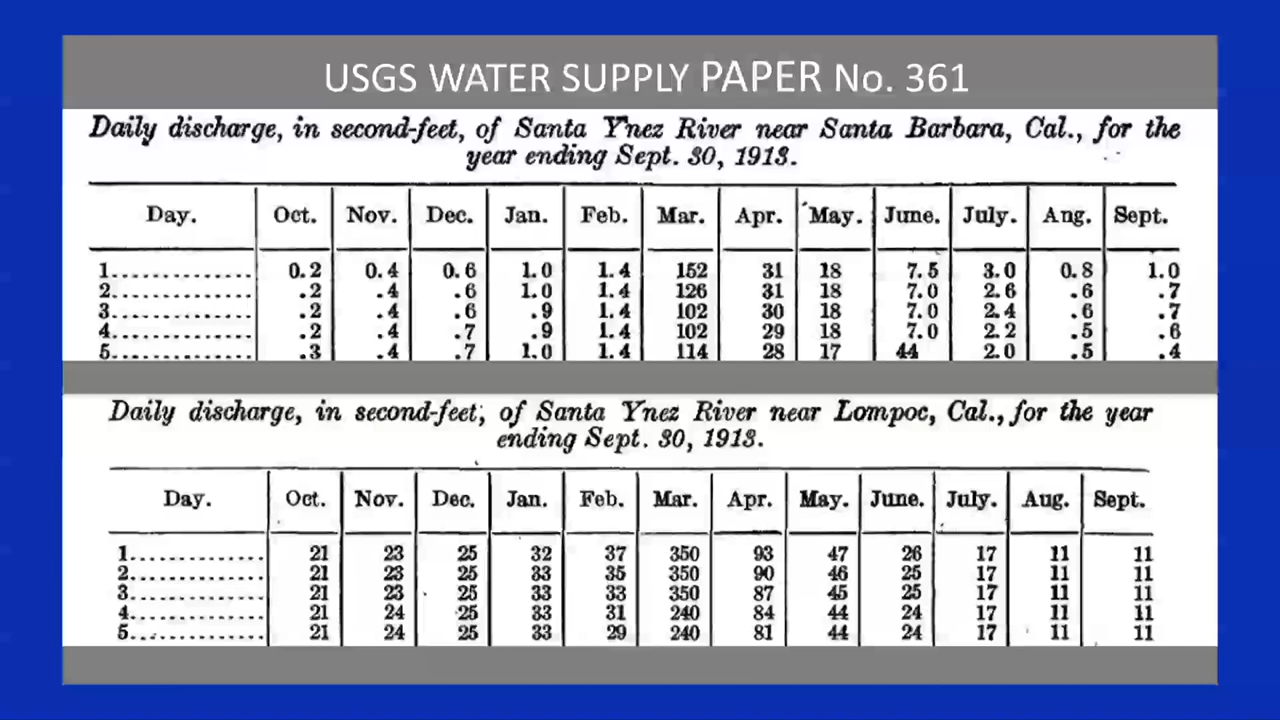 USGS WATER SUPPLY PAPER No. 361
Daily discharge, in second-feet, of Santa Ynez River near Santa Barbara, Cal., for the
year ending Sept. 30, 1913.
Day. Oct. Nov. Dec. Jan. Feb. Mar. Apr. May. June. July. Aug. Sept.
1.............. 0.2 0.4 0.6 1.0 1.4 152 31 18 7.5 3.0 0.8 1.0
2.............. .2 .4 .6 1.0 1.4 126 31 18 7.0 2.6 .6 .7
3.............. .2 .4 .6 .9 1.4 102 30 18 7.0 2.4 .6 .7
4.............. .2 .4 .7 .9 1.4 102 29 18 7.0 2.2 .5 .6
5.............. .3 .4 .7 1.0 1.4 114 28 17 44 2.0 .5 .4
Daily discharge, in second-feet, of Santa Ynez River near Lompoc, Cal., for the year
ending Sept. 30, 1913.
Day. Oct. Nov. Dec. Jan. Feb. Mar. Apr. May. June. July. Aug. Sept.
1.............. 21 23 25 32 37 350 93 47 26 17 11 11
2.............. 21 23 25 33 35 350 90 46 25 17 11 11
3.............. 21 23 25 33 33 350 87 45 25 17 11 11
4.............. 21 24 25 33 31 240 84 44 24 17 11 11
5.............. 21 24 25 33 29 240 81 44 24 17 11 11